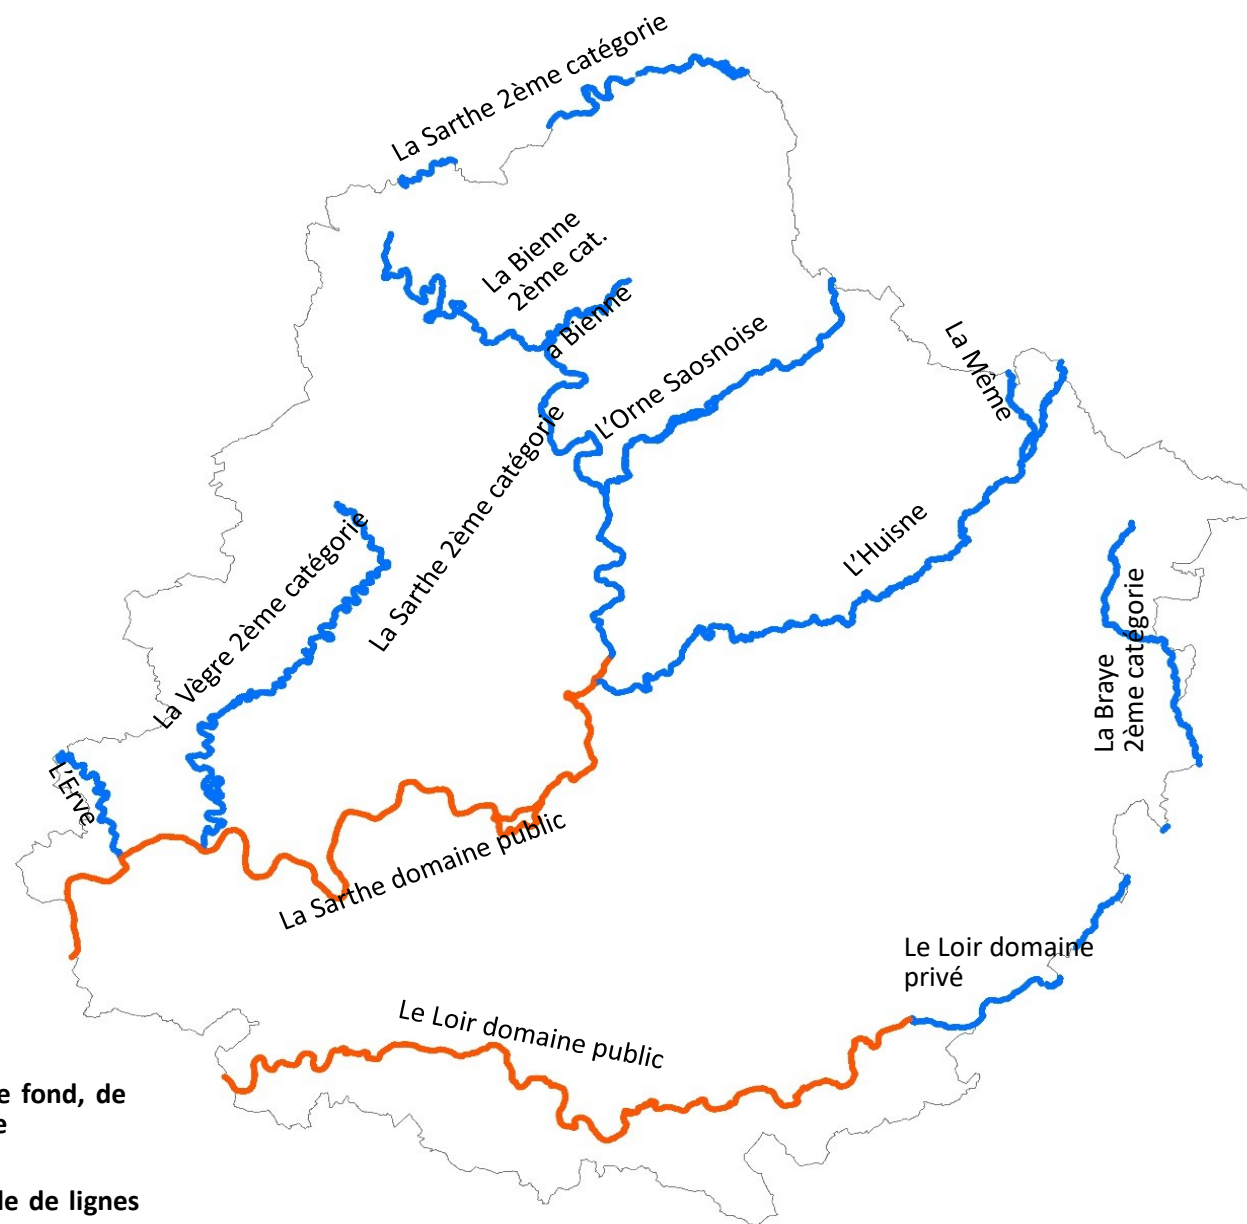 La Sarthe 2ème catégorie
La Bienne
2ème cat.
a Bienne
L'Orne Saosnoise
La Même
La Sarthe 2ème catégorie
L'Huisne
La Vègre 2ème catégorie
La Braye
2ème catégorie
L'Erve
La Sarthe domaine public
Le Loir domaine
privé
Le Loir domaine public
e fond, de
e
le de lignes